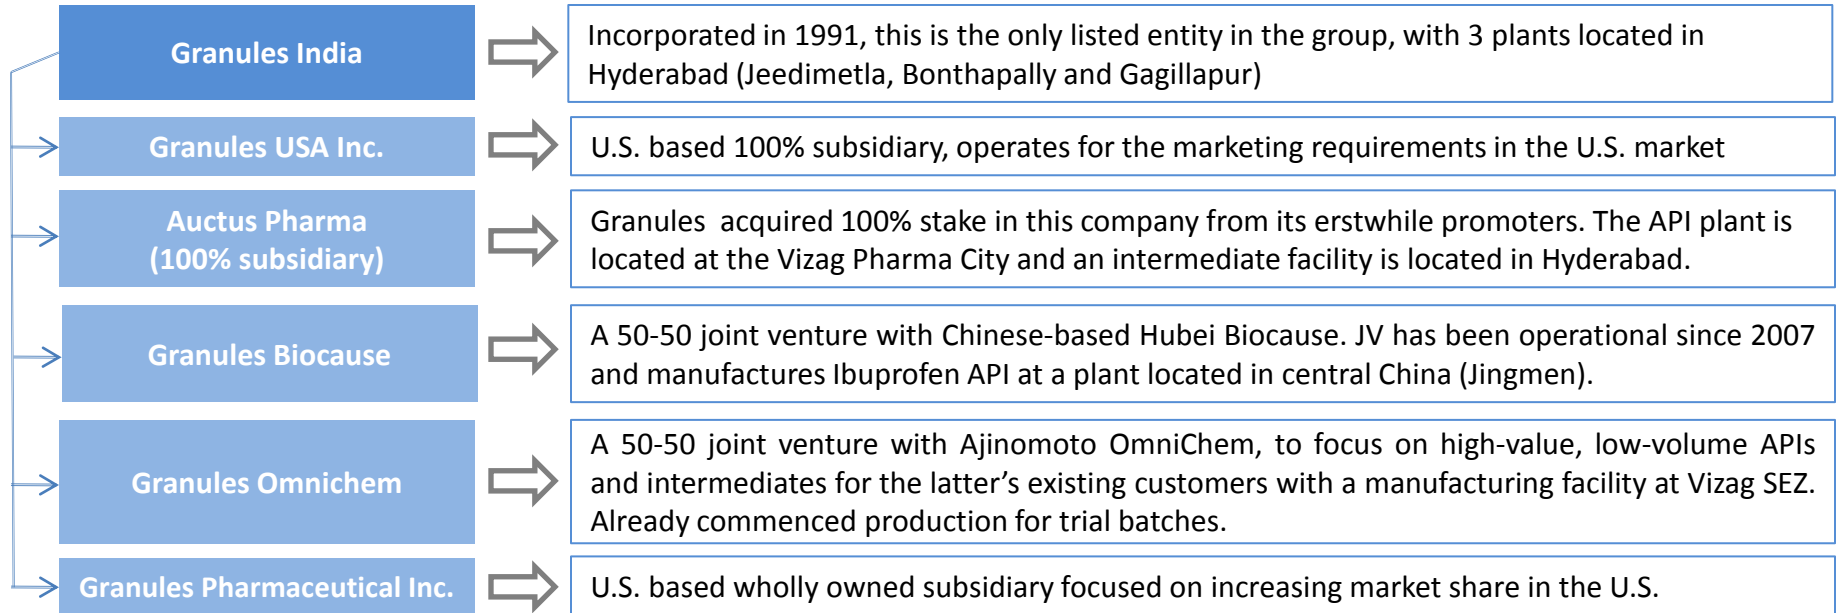 Granules India
Incorporated in 1991, this is the only listed entity in the group, with 3 plants located in
Hyderabad (Jeedimetla, Bonthapally and Gagillapur)
Granules USA Inc.
U.S. based 100% subsidiary, operates for the marketing requirements in the U.S. market
Auctus Pharma
(100% subsidiary)
Granules acquired 100% stake in this company from its erstwhile promoters. The API plant is
located at the Vizag Pharma City and an intermediate facility is located in Hyderabad.
Granules Biocause
A 50-50 joint venture with Chinese-based Hubei Biocause. JV has been operational since 2007
and manufactures Ibuprofen API at a plant located in central China (Jingmen).
Granules Omnichem
A 50-50 joint venture with Ajinomoto OmniChem, to focus on high-value, low-volume APIs
and intermediates for the latter’s existing customers with a manufacturing facility at Vizag SEZ.
Already commenced production for trial batches.
Granules Pharmaceutical Inc.
U.S. based wholly owned subsidiary focused on increasing market share in the U.S.